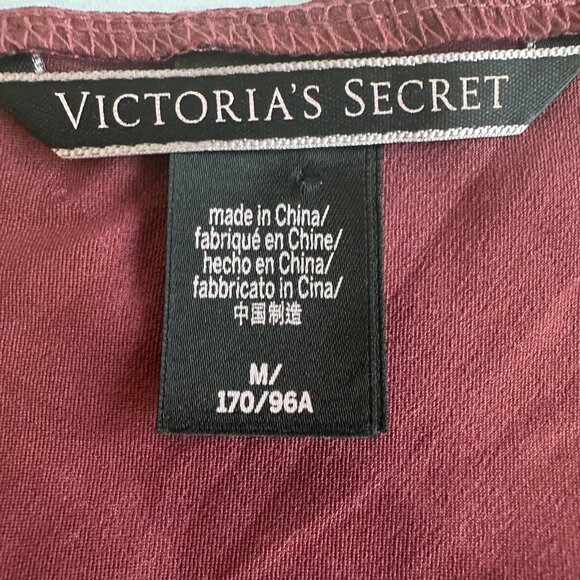 VICTORIA'S SECRET
made in China/
fabriqué en Chine/
hecho en China/
fabbricato in Cina/
中国制造
M/
170/96A